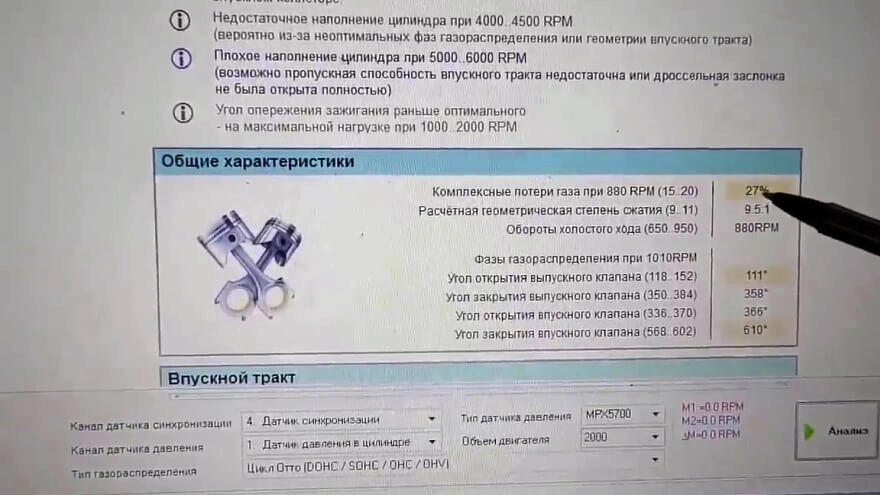 впускном коллекторе.
Недостаточное наполнение цилиндра при 4000..4500 RPM
(вероятно из-за неоптимальных фаз газораспределения или геометрии впускного тракта)
Плохое наполнение цилиндра при 5000..6000 RPM
(возможно пропускная способность впускного тракта недостаточна или дроссельная заслонка
не была открыта полностью)
Угол опережения зажигания раньше оптимального
- на максимальной нагрузке при 1000..2000 RPM
Общие характеристики
Комплексные потери газа при 880 RPM (15..20) 27%
Расчётная геометрическая степень сжатия (9..11) 9.5:1
Обороты холостого хода (650..950) 880RPM
Фазы газораспределения при 1010RPM
Угол открытия выпускного клапана (118..152) 111°
Угол закрытия выпускного клапана (350..384) 358°
Угол открытия впускного клапана (336..370) 366°
Угол закрытия впускного клапана (568..602) 610°
Впускной тракт
Канал датчика синхронизации 4. Датчик синхронизации Тип датчика давления MPX5700 M1:=0.0 RPM
M2:=0.0 RPM
Канал датчика давления 1. Датчик давления в цилиндре Объем двигателя 2000 _M=0.0 RPM
Тип газораспределения Цикл Отто (DOHC / SOHC / OHC / OHV)
Анализ